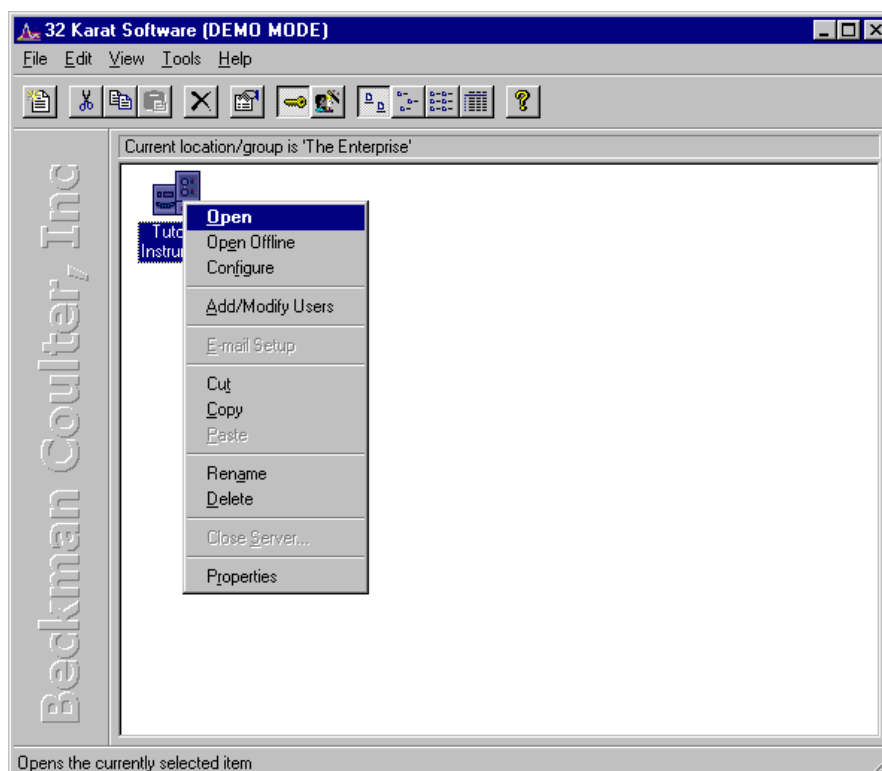 32 Karat Software (DEMO MODE)
File Edit View Tools Help
Current location/group is 'The Enterprise'
Beckman Coulter, Inc
Open
Open Offline
Configure
Add/Modify Users
E-mail Setup
Cut
Copy
Paste
Rename
Delete
Close Server...
Properties
Opens the currently selected item